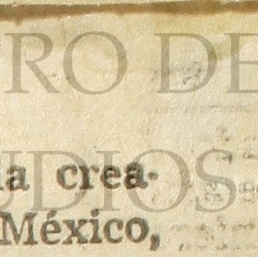 RO DE
a crea-
UDIOS
México,